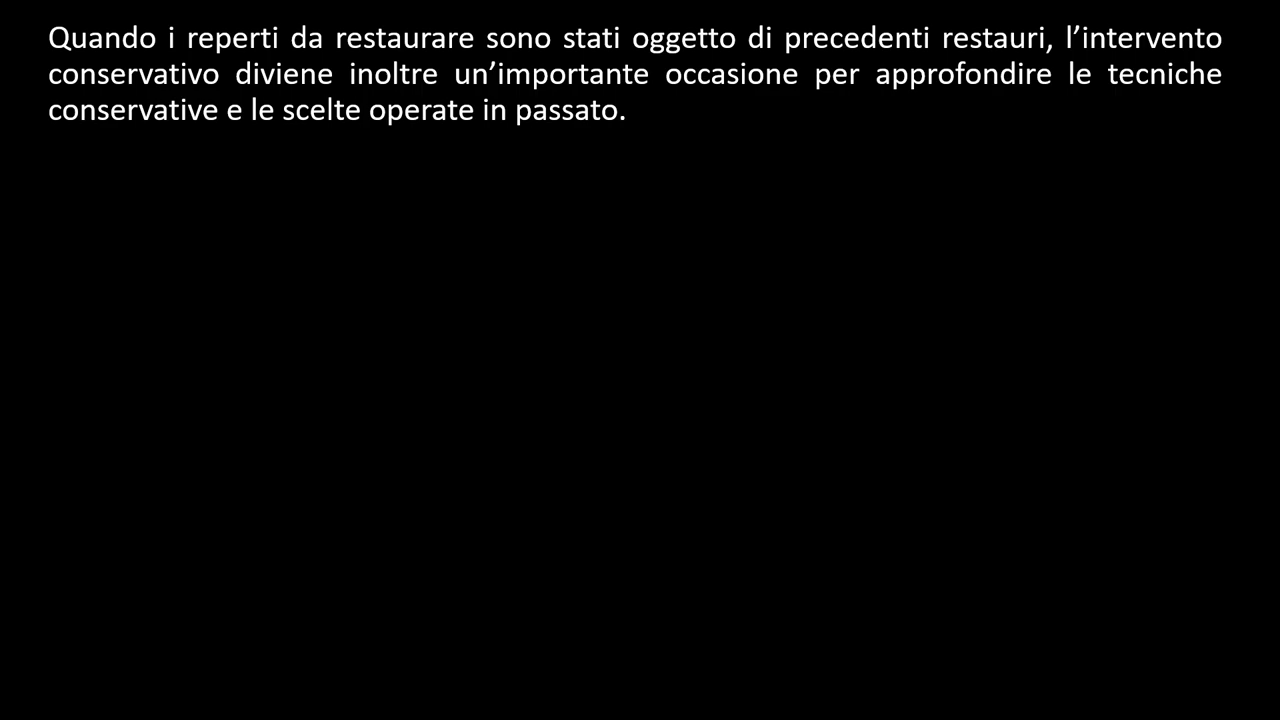 Quando i reperti da restaurare sono stati oggetto di precedenti restauri, l’intervento
conservativo diviene inoltre un’importante occasione per approfondire le tecniche
conservative e le scelte operate in passato.